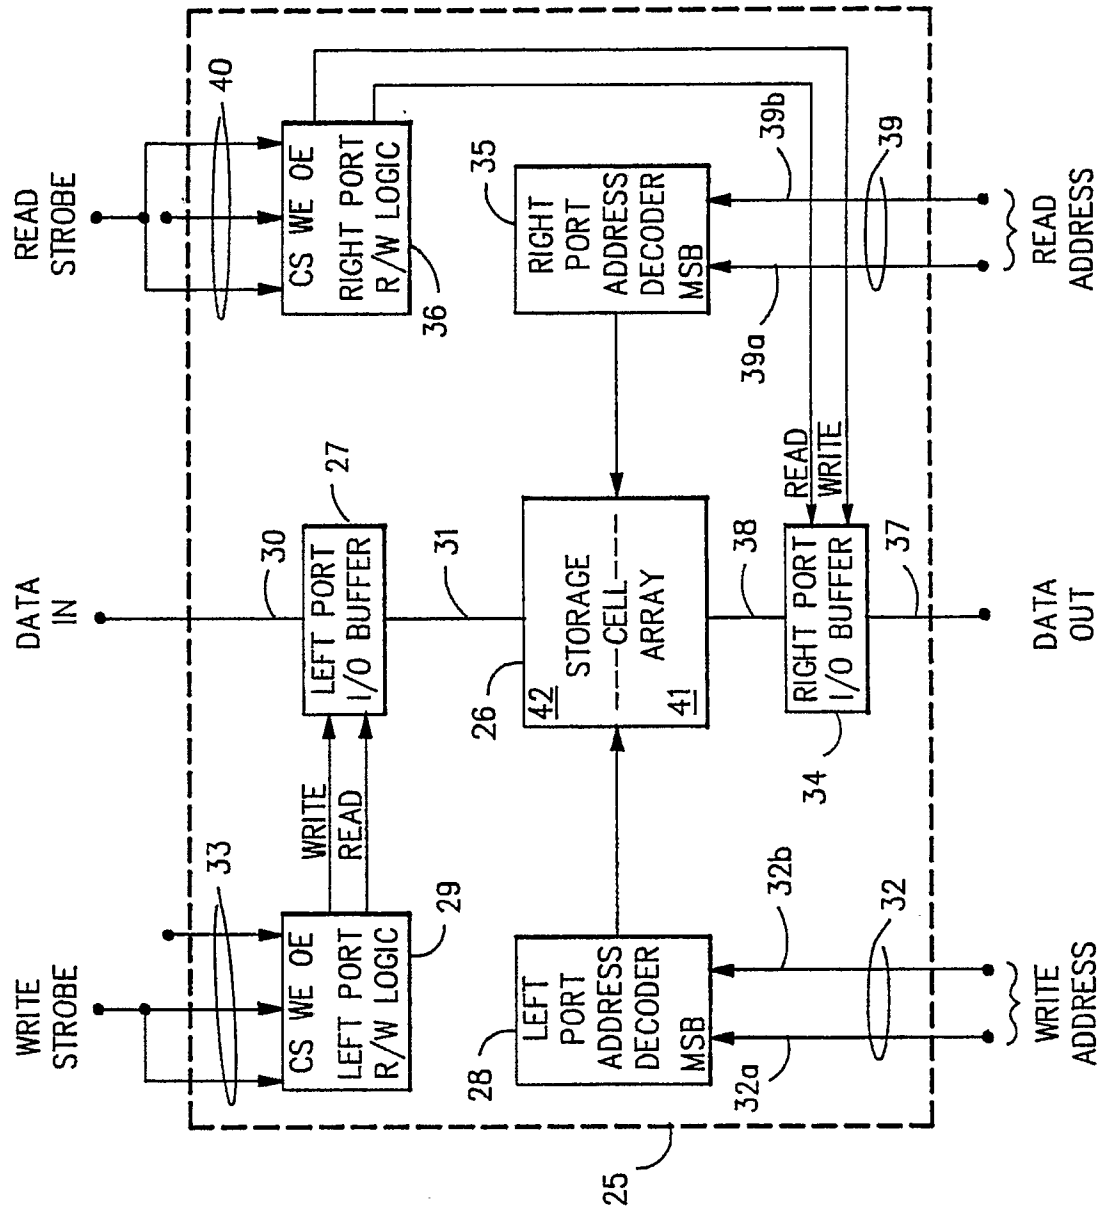 WRITE
STROBE
DATA
IN
READ
STROBE
33
30
40
CS WE OE
LEFT PORT
R/W LOGIC
29
WRITE
READ
LEFT PORT
I/O BUFFER
27
CS WE OE
RIGHT PORT
R/W LOGIC
36
31
28
LEFT
PORT
ADDRESS
DECODER
MSB
26
42
STORAGE
CELL
ARRAY
41
35
RIGHT
PORT
ADDRESS
DECODER
MSB
32a
32b
38
39a
39b
34
RIGHT PORT
I/O BUFFER
READ
WRITE
32
37
39
25
WRITE
ADDRESS
DATA
OUT
READ
ADDRESS